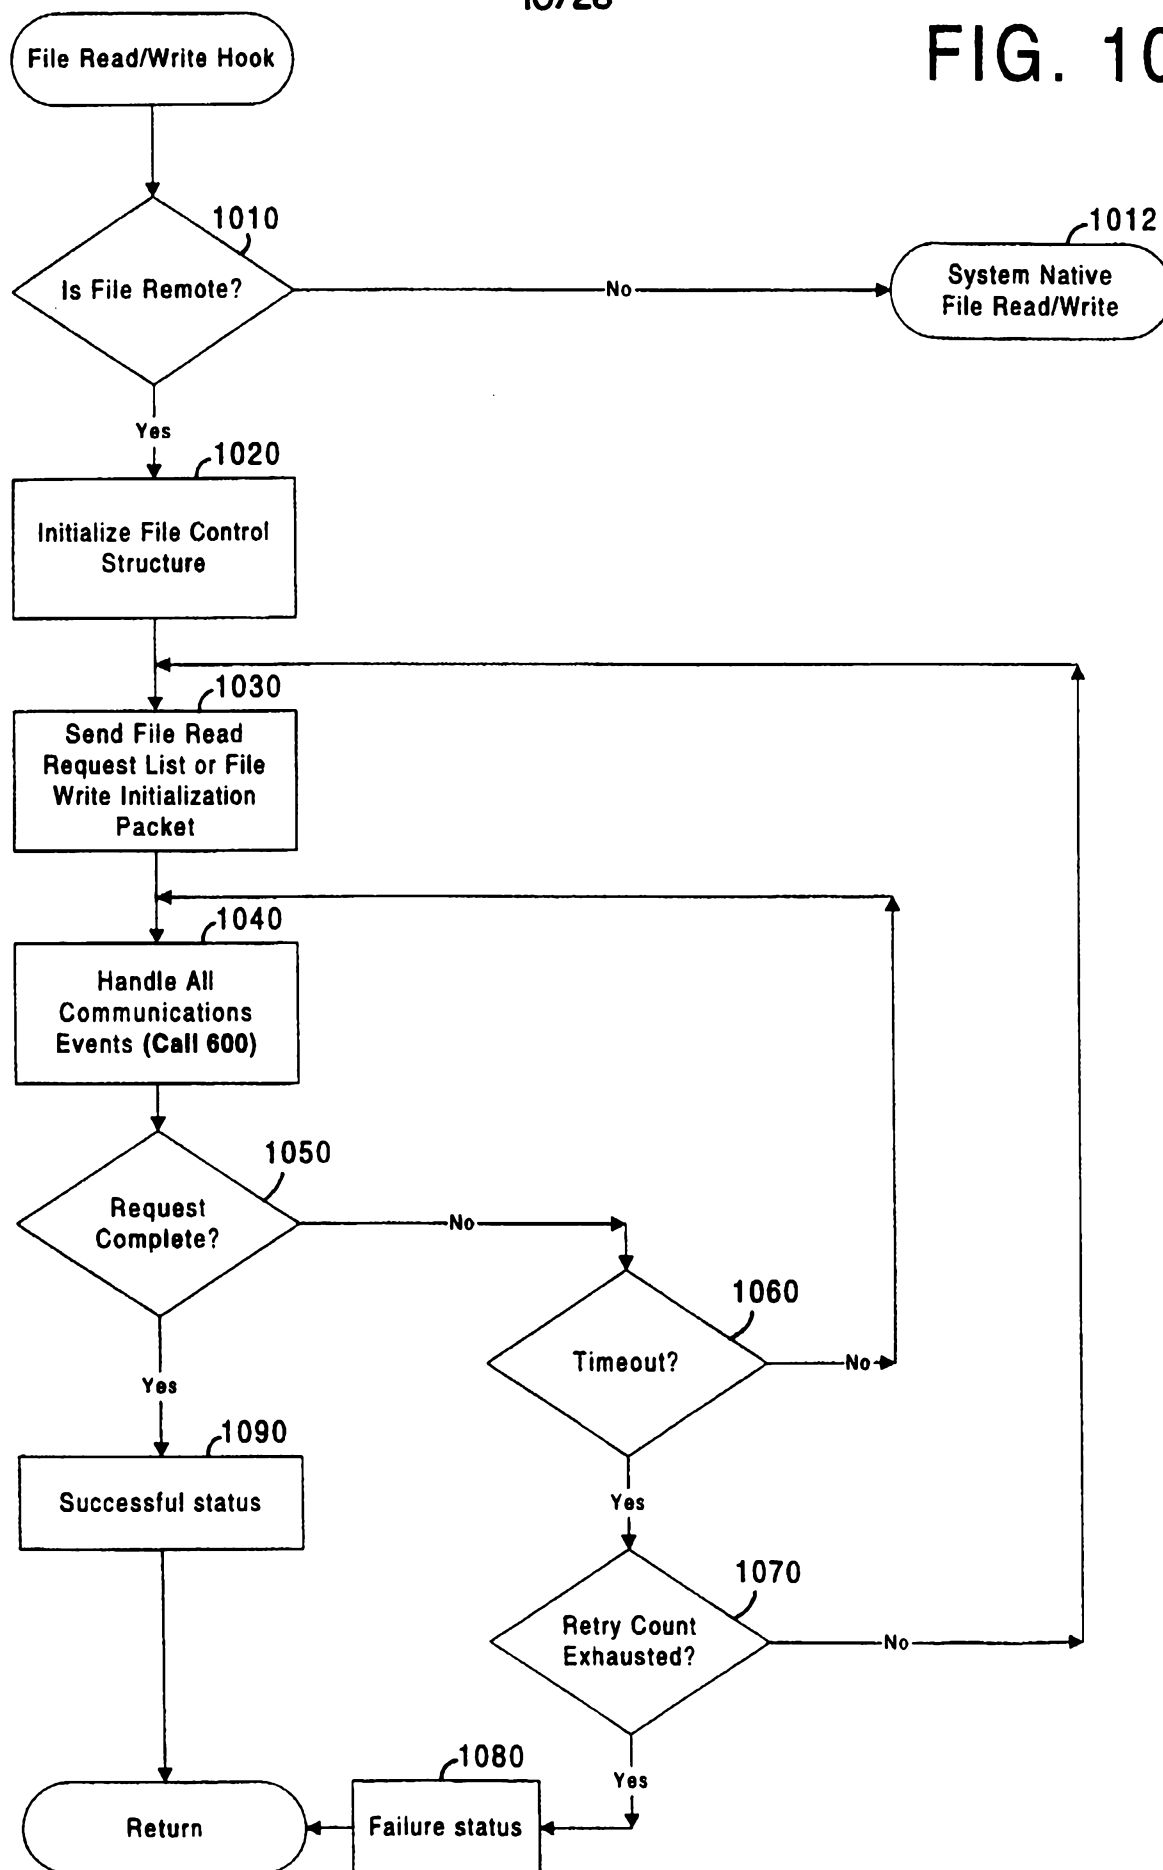 File Read/Write Hook
FIG. 10
1010
Is File Remote?
No
1012
System Native
File Read/Write
Yes
1020
Initialize File Control
Structure
1030
Send File Read
Request List or File
Write Initialization
Packet
1040
Handle All
Communications
Events (Call 600)
1050
Request
Complete?
No
1060
Timeout?
No
Yes
1090
Successful status
Yes
1070
Retry Count
Exhausted?
No
Yes
1080
Failure status
Return